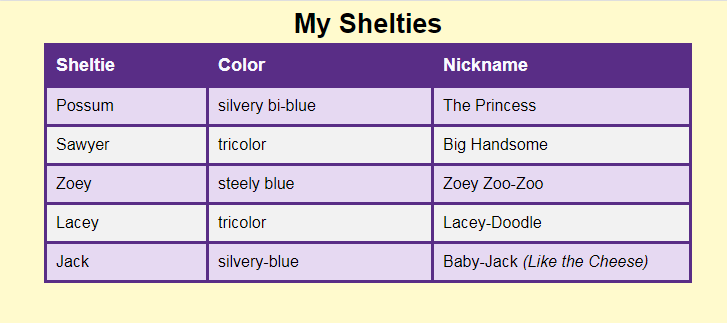 My Shelties
Sheltie Color Nickname
Possum silvery bi-blue The Princess
Sawyer tricolor Big Handsome
Zoey steely blue Zoey Zoo-Zoo
Lacey tricolor Lacey-Doodle
Jack silvery-blue Baby-Jack (Like the Cheese)